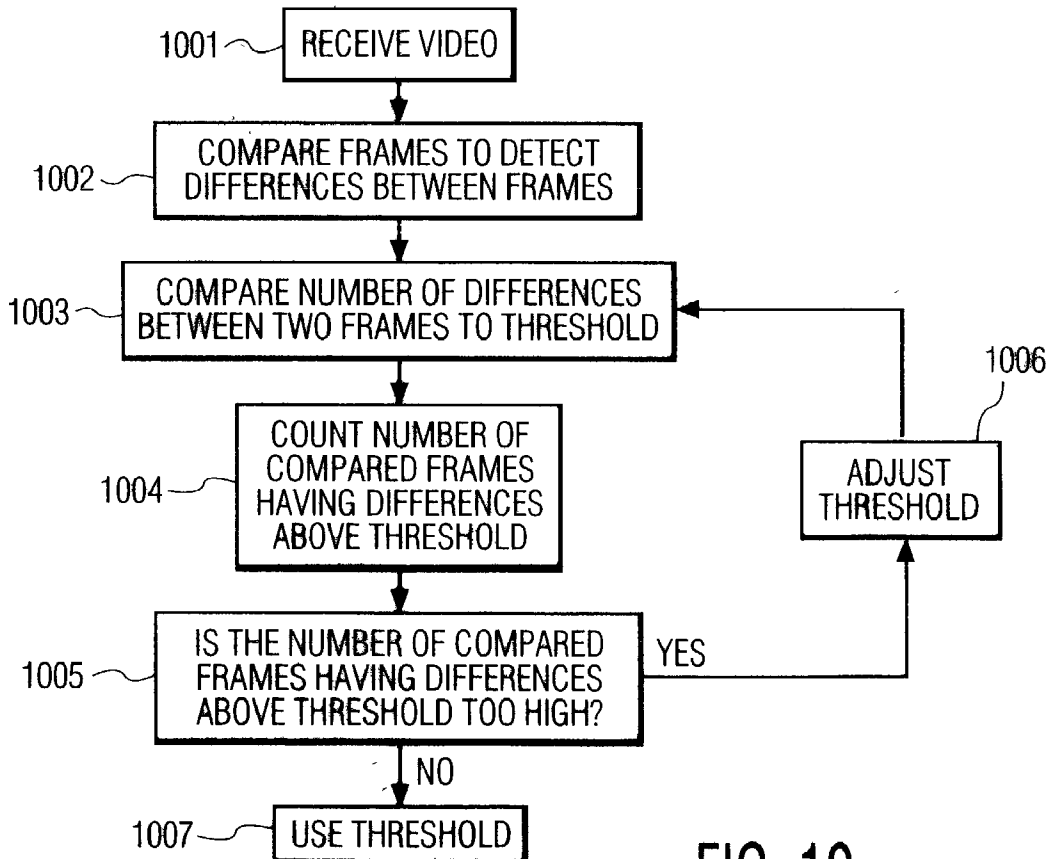 1001
RECEIVE VIDEO
1002
COMPARE FRAMES TO DETECT
DIFFERENCES BETWEEN FRAMES
1003
COMPARE NUMBER OF DIFFERENCES
BETWEEN TWO FRAMES TO THRESHOLD
1006
ADJUST
THRESHOLD
1004
COUNT NUMBER OF
COMPARED FRAMES
HAVING DIFFERENCES
ABOVE THRESHOLD
1005
IS THE NUMBER OF COMPARED
FRAMES HAVING DIFFERENCES
ABOVE THRESHOLD TOO HIGH?
YES
NO
1007
USE THRESHOLD
FIG. 10